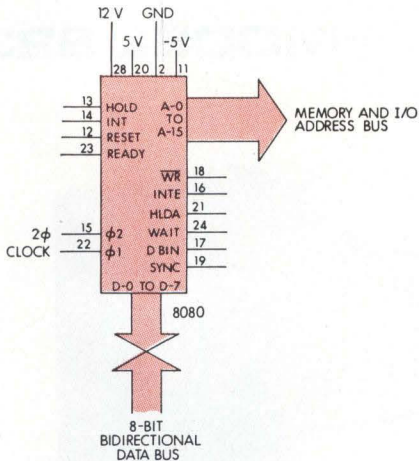 12 V GND
5 V -5 V
28 20 2 11
13 HOLD A-0
14 INT TO
12 RESET A-15
23 READY
MEMORY AND I/O
ADDRESS BUS
WR 18
INTE 16
HLDA 21
2ϕ 15 ϕ2 WAIT 24
CLOCK 22 ϕ1 D BIN 17
SYNC 19
D-0 TO D-7
8080
8-BIT
BIDIRECTIONAL
DATA BUS